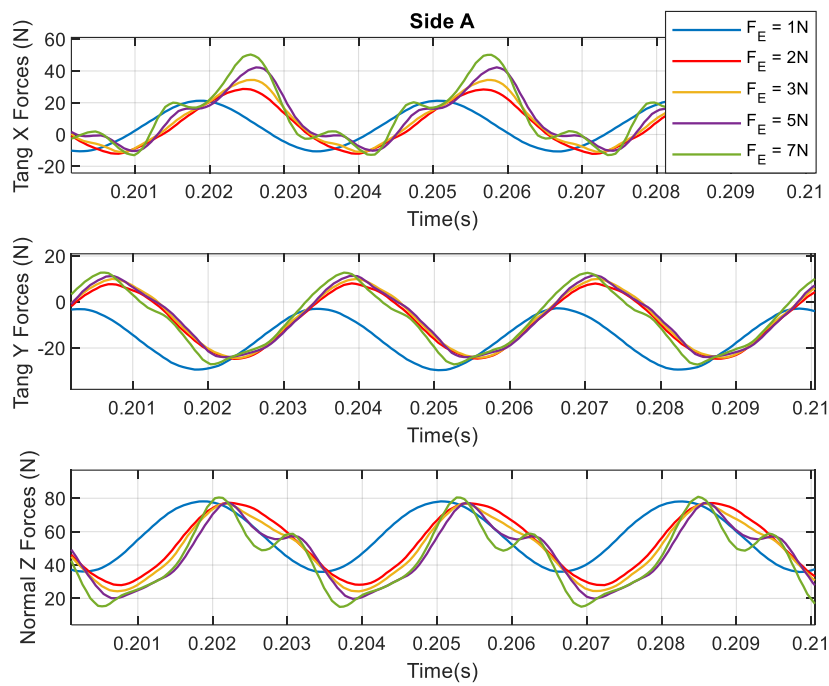 Side A
F_E = 1N
F_E = 2N
F_E = 3N
F_E = 5N
F_E = 7N
Tang X Forces (N)
60
40
20
0
-20
0.201 0.202 0.203 0.204 0.205 0.206 0.207 0.208 0.209 0.21
Time(s)
Tang Y Forces (N)
20
0
-20
0.201 0.202 0.203 0.204 0.205 0.206 0.207 0.208 0.209 0.21
Time(s)
Normal Z Forces (N)
80
60
40
20
0.201 0.202 0.203 0.204 0.205 0.206 0.207 0.208 0.209 0.21
Time(s)